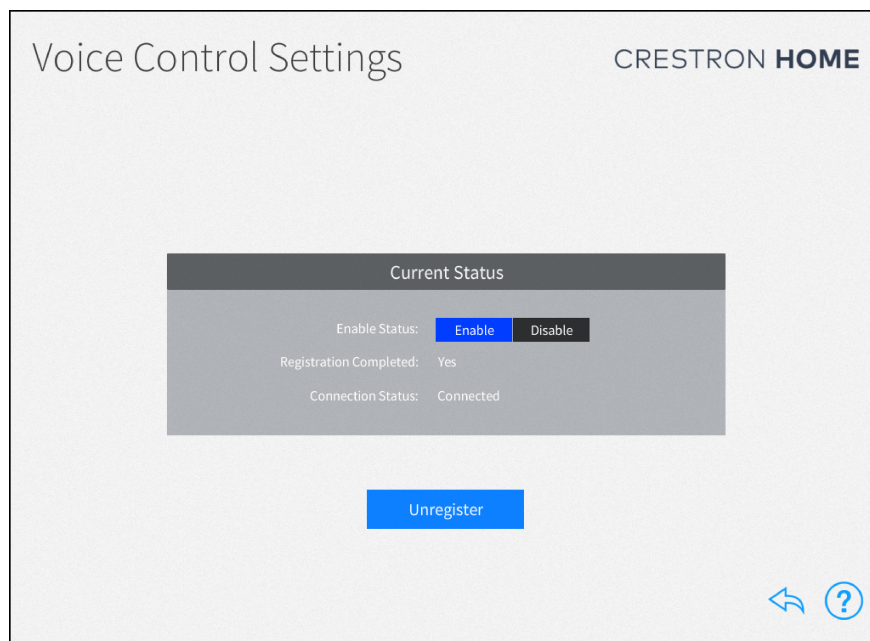 Voice Control Settings
CRESTRON HOME
Current Status
Enable Status: Enable Disable
Registration Completed: Yes
Connection Status: Connected
Unregister
?